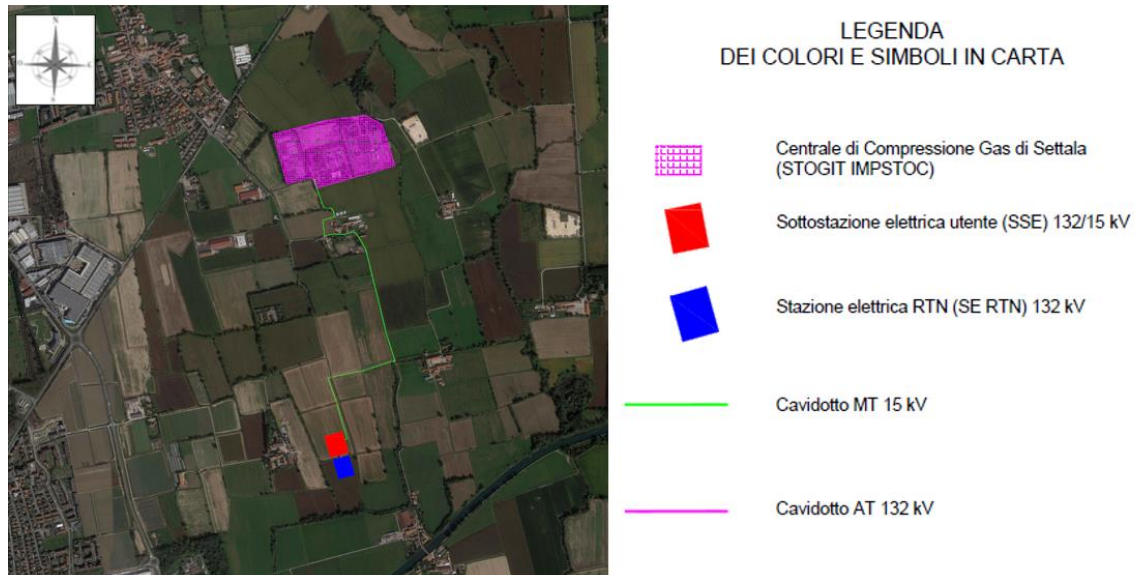 N
O
E
S
LEGENDA
DEI COLORI E SIMBOLI IN CARTA
Centrale di Compressione Gas di Settala
(STOGIT IMPSTOC)
Sottostazione elettrica utente (SSE) 132/15 kV
Stazione elettrica RTN (SE RTN) 132 kV
Cavidotto MT 15 kV
Cavidotto AT 132 kV